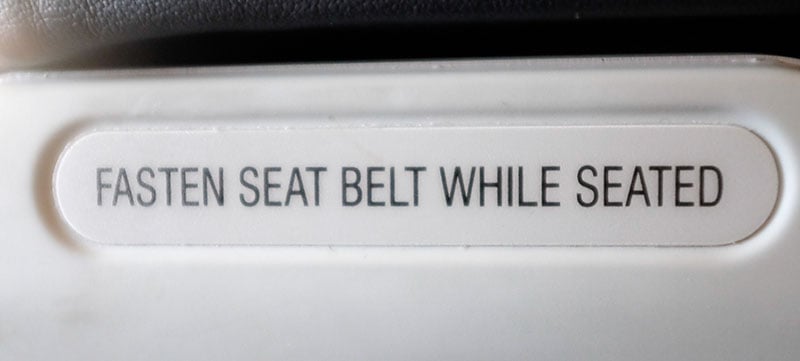 FASTEN SEAT BELT WHILE SEATED